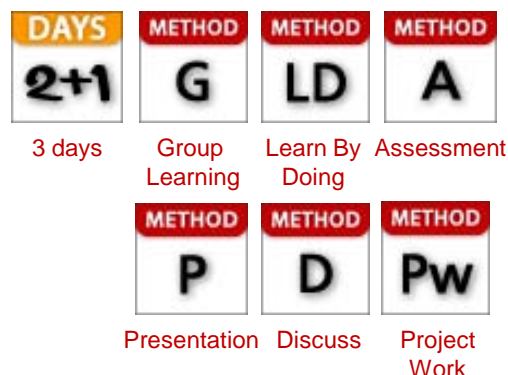 DAYS METHOD METHOD METHOD
2+1 G LD A
3 days Group Learn By Assessment
Learning Doing
METHOD METHOD METHOD
P D Pw
Presentation Discuss Project
Work